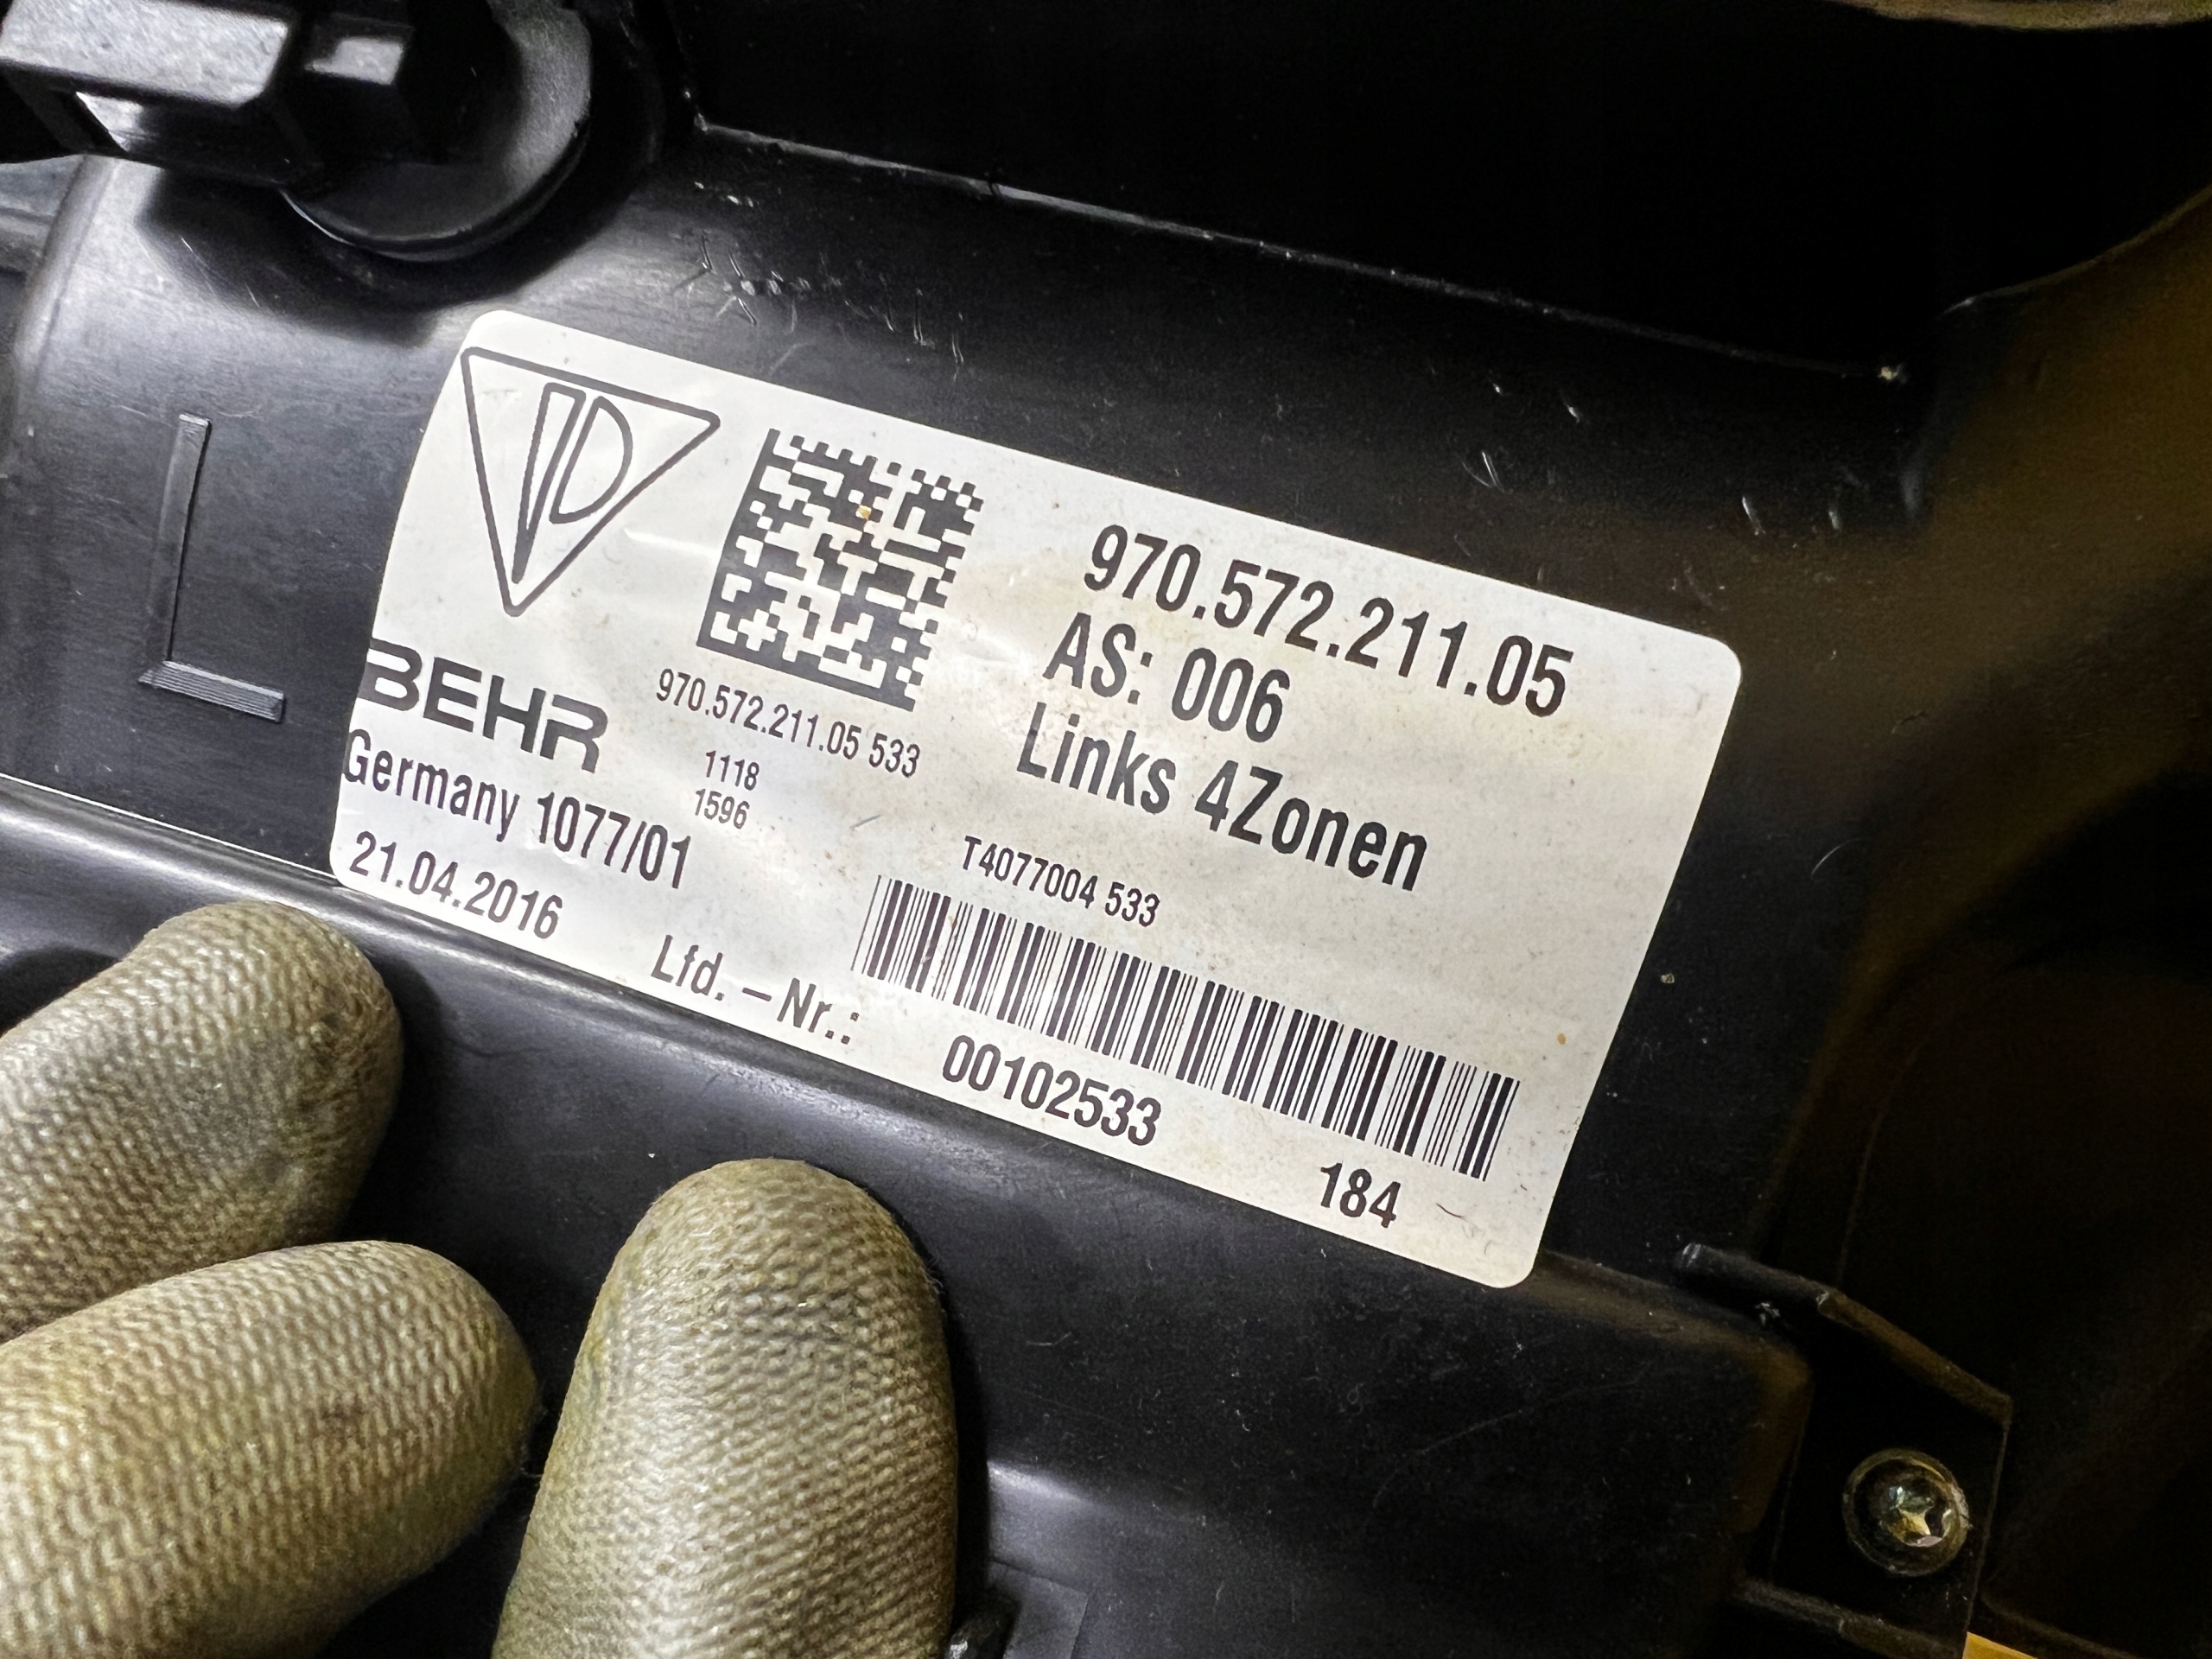 970.572.211.05
AS: 006
Links 4Zonen
BEHR
970.572.211.05 533
1118
1596
Germany 1077/01
21.04.2016
T4077004 533
Lfd. – Nr.:
00102533
184
L